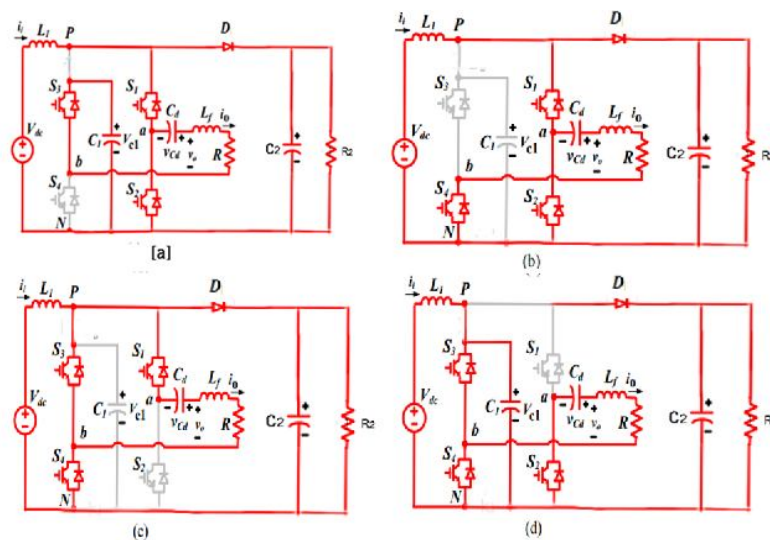 i_i L_1 P D
S_3 S_1 C_d L_f i_0
V_dc C_1 V_c1 a v_Cd v_o R C2 R2
b
S_4 S_2
N
[a]
i_i L_1 P D
S_3 S_1 C_d L_f i_0
V_dc C_1 V_c1 a v_Cd v_o R C2 R
b
S_4 S_2
N
(b)
i_i L_1 P D
S_3 S_1 C_d L_f i_0
V_dc C_1 V_c1 a v_Cd v_o R C2 R2
b
S_4 S_2
N
(c)
i_i L_1 P D
S_3 S_1 C_d L_f i_0
V_dc C_1 V_c1 a v_Cd v_o R C2 R
b
S_4 S_2
N
(d)